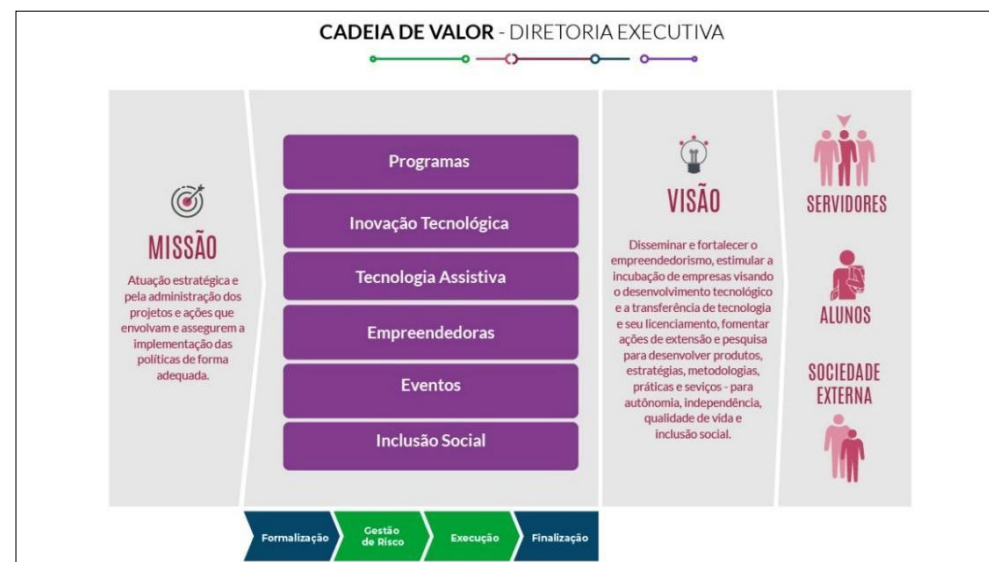 CADEIA DE VALOR - DIRETORIA EXECUTIVA
MISSÃO
Atuação estratégica e
pela administração dos
projetos e ações que
envolvam e assegurem a
implementação das
políticas de forma
adequada.
Programas
Inovação Tecnológica
Tecnologia Assistiva
Empreendedoras
Eventos
Inclusão Social
Formalização
Gestão
de Risco
Execução
Finalização
VISÃO
Disseminar e fortalecer o
empreendedorismo, estimular a
incubação de empresas visando
o desenvolvimento tecnológico
e a transferência de tecnologia
e seu licenciamento, fomentar
ações de extensão e pesquisa
para desenvolver produtos,
estratégias, metodologias,
práticas e seviços - para
autônomia, independência,
qualidade de vida e
inclusão social.
SERVIDORES
ALUNOS
SOCIEDADE
EXTERNA